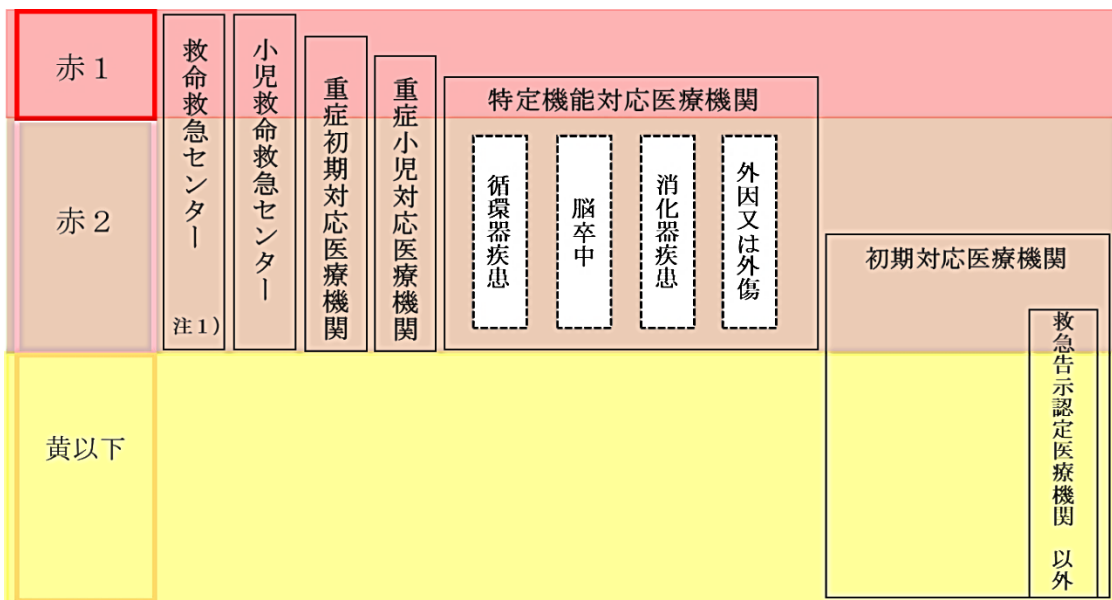 赤1
救命救急センター
注1)
小児救命救急センター
重症初期対応医療機関
重症小児対応医療機関
特定機能対応医療機関
循環器疾患
脳卒中
消化器疾患
外因又は外傷
赤2
初期対応医療機関
救急告示認定医療機関 以外
黄以下